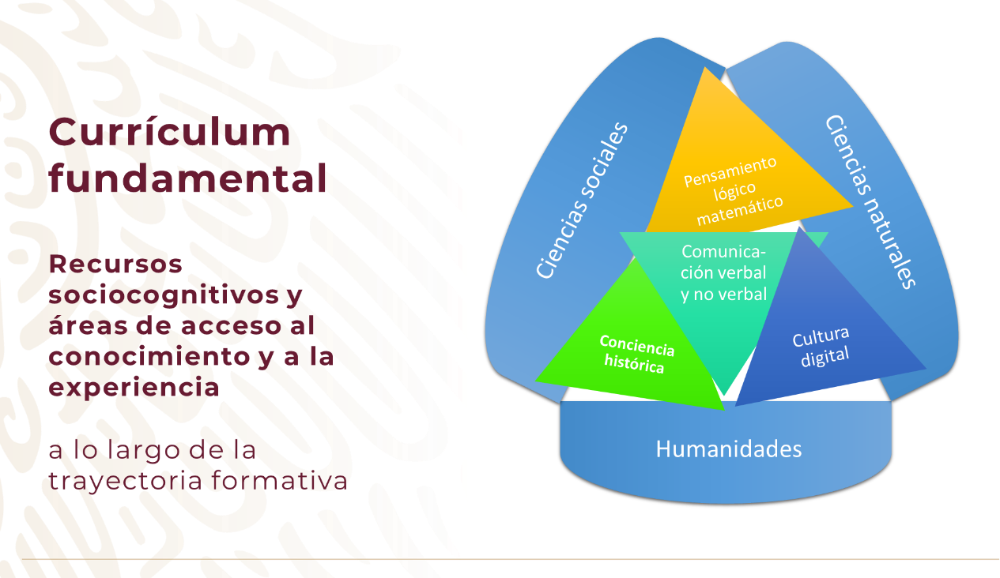 Currículum
fundamental
Recursos
sociocognitivos y
áreas de acceso al
conocimiento y a la
experiencia
a lo largo de la
trayectoria formativa
Ciencias sociales
Ciencias naturales
Pensamiento
lógico
matemático
Comunica-
ción verbal
y no verbal
Conciencia
histórica
Cultura
digital
Humanidades